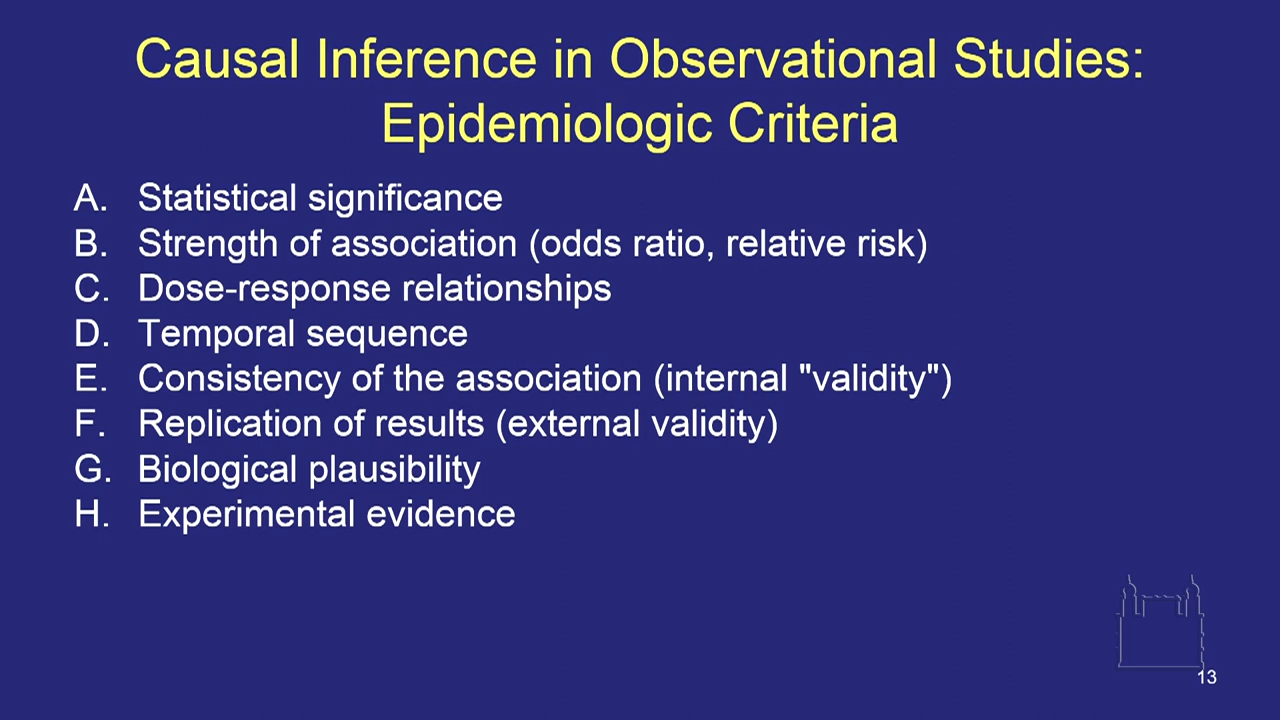 Causal Inference in Observational Studies:
Epidemiologic Criteria
A. Statistical significance
B. Strength of association (odds ratio, relative risk)
C. Dose-response relationships
D. Temporal sequence
E. Consistency of the association (internal "validity")
F. Replication of results (external validity)
G. Biological plausibility
H. Experimental evidence
13